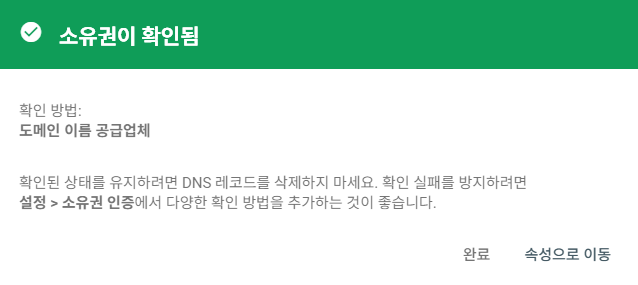 소유권이 확인됨
확인 방법:
도메인 이름 공급업체
확인된 상태를 유지하려면 DNS 레코드를 삭제하지 마세요. 확인 실패를 방지하려면
설정 > 소유권 인증에서 다양한 확인 방법을 추가하는 것이 좋습니다.
완료 속성으로 이동